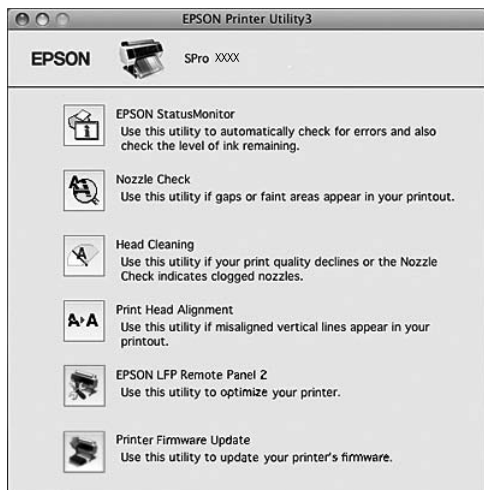 EPSON Printer Utility3
EPSON
SPro XXXX
EPSON StatusMonitor
Use this utility to automatically check for errors and also
check the level of ink remaining.
Nozzle Check
Use this utility if gaps or faint areas appear in your printout.
Head Cleaning
Use this utility if your print quality declines or the Nozzle
Check indicates clogged nozzles.
Print Head Alignment
Use this utility if misaligned vertical lines appear in your
printout.
EPSON LFP Remote Panel 2
Use this utility to optimize your printer.
Printer Firmware Update
Use this utility to update your printer's firmware.